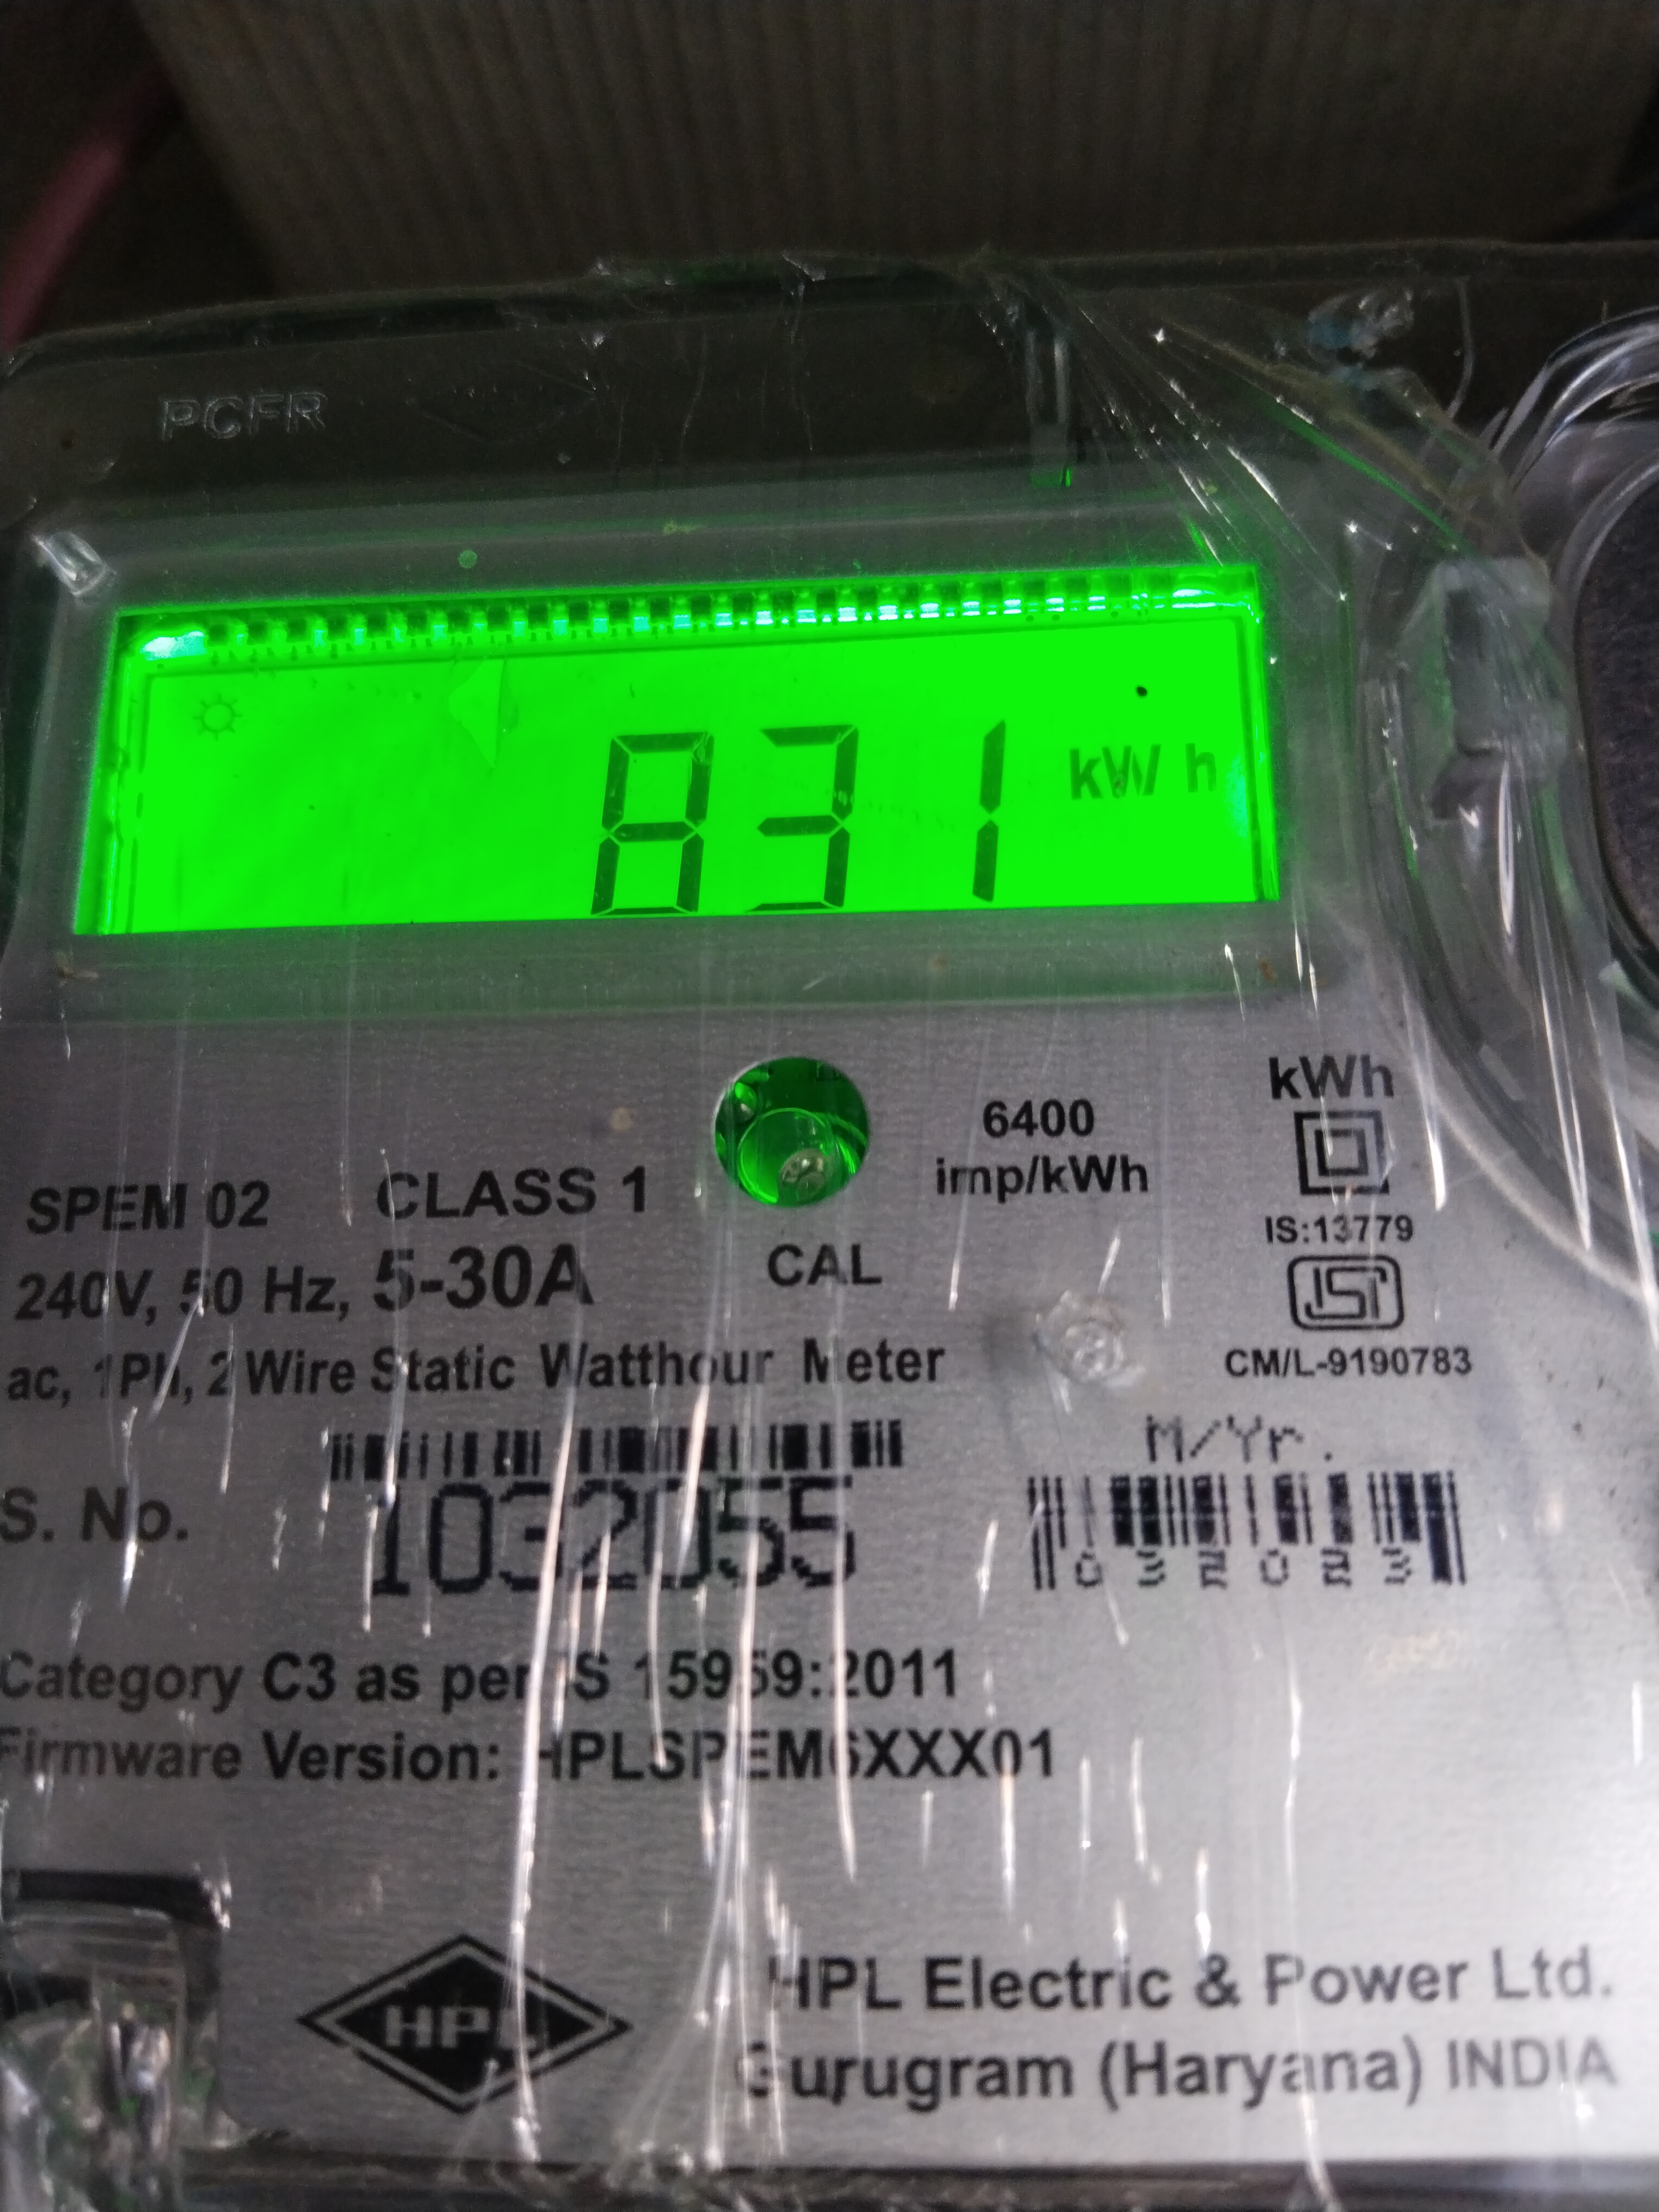 PCFR
831 kWh
kWh
6400
imp/kWh
IS:13779
ISI
CM/L-9190783
SPEM 02 CLASS 1
240V, 50 Hz, 5-30A CAL
ac, 1Ph, 2 Wire Static Watthour Meter
S. No. 1032055
M/Yr.
032023
Category C3 as per IS 15959:2011
Firmware Version: HPLSPEM6XXX01
HPL
HPL Electric & Power Ltd.
Gurugram (Haryana) INDIA